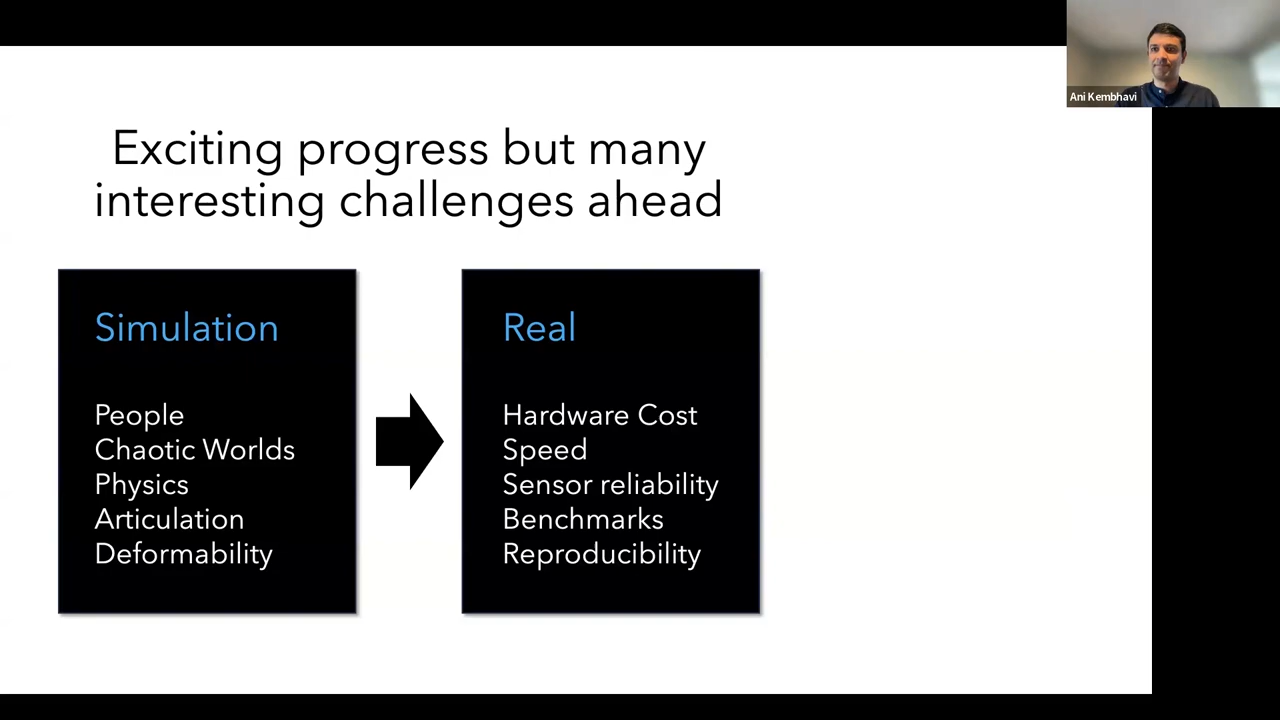 Exciting progress but many
interesting challenges ahead
Simulation
People
Chaotic Worlds
Physics
Articulation
Deformability
Real
Hardware Cost
Speed
Sensor reliability
Benchmarks
Reproducibility
Ani Kembhavi